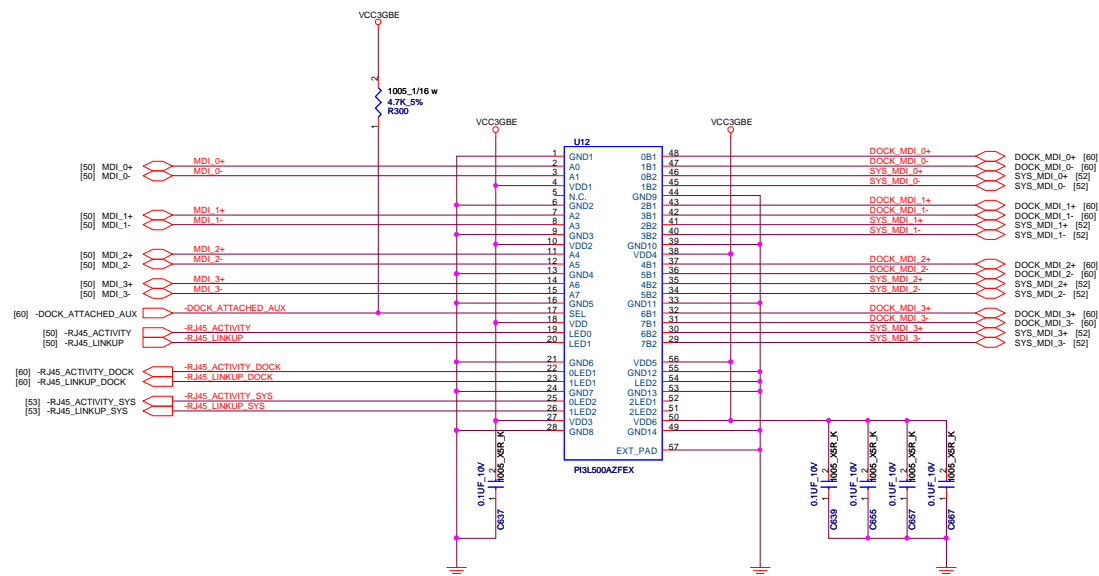 VCC3GBE
2
1005_1/16 w
4.7K_5%
R300
1
VCC3GBE
VCC3GBE
U12
[50] MDI_0+ MDI_0+
[50] MDI_0- MDI_0-
[50] MDI_1+ MDI_1+
[50] MDI_1- MDI_1-
[50] MDI_2+ MDI_2+
[50] MDI_2- MDI_2-
[50] MDI_3+ MDI_3+
[50] MDI_3- MDI_3-
[60] -DOCK_ATTACHED_AUX -DOCK_ATTACHED_AUX
[50] -RJ45_ACTIVITY -RJ45_ACTIVITY
[50] -RJ45_LINKUP -RJ45_LINKUP
[60] -RJ45_ACTIVITY_DOCK -RJ45_ACTIVITY_DOCK
[60] -RJ45_LINKUP_DOCK -RJ45_LINKUP_DOCK
[53] -RJ45_ACTIVITY_SYS -RJ45_ACTIVITY_SYS
[53] -RJ45_LINKUP_SYS -RJ45_LINKUP_SYS
1 GND1
2 A0
3 A1
4 VDD1
5 N.C.
6 GND2
7 A2
8 A3
9 GND3
10 VDD2
11 A4
12 A5
13 GND4
14 A6
15 A7
16 GND5
17 SEL
18 VDD
19 LED0
20 LED1
21 GND6
22 0LED1
23 1LED1
24 GND7
25 0LED2
26 1LED2
27 VDD3
28 GND8
0B1 48
1B1 47
0B2 46
1B2 45
GND9 44
2B1 43
3B1 42
2B2 41
3B2 40
GND10 39
VDD4 38
4B1 37
5B1 36
4B2 35
5B2 34
GND11 33
6B1 32
7B1 31
6B2 30
7B2 29
VDD5 56
GND12 55
LED2 54
GND13 53
2LED1 52
2LED2 51
VDD6 50
GND14 49
EXT_PAD 57
PI3L500AZFEX
DOCK_MDI_0+ DOCK_MDI_0+ [60]
DOCK_MDI_0- DOCK_MDI_0- [60]
SYS_MDI_0+ SYS_MDI_0+ [52]
SYS_MDI_0- SYS_MDI_0- [52]
DOCK_MDI_1+ DOCK_MDI_1+ [60]
DOCK_MDI_1- DOCK_MDI_1- [60]
SYS_MDI_1+ SYS_MDI_1+ [52]
SYS_MDI_1- SYS_MDI_1- [52]
DOCK_MDI_2+ DOCK_MDI_2+ [60]
DOCK_MDI_2- DOCK_MDI_2- [60]
SYS_MDI_2+ SYS_MDI_2+ [52]
SYS_MDI_2- SYS_MDI_2- [52]
DOCK_MDI_3+ DOCK_MDI_3+ [60]
DOCK_MDI_3- DOCK_MDI_3- [60]
SYS_MDI_3+ SYS_MDI_3+ [52]
SYS_MDI_3- SYS_MDI_3- [52]
0.1UF_10V
1 2
1005_X5R_K
C637
0.1UF_10V
1 2
1005_X5R_K
C639
0.1UF_10V
1 2
1005_X5R_K
C655
0.1UF_10V
1 2
1005_X5R_K
C657
0.1UF_10V
1 2
1005_X5R_K
C667